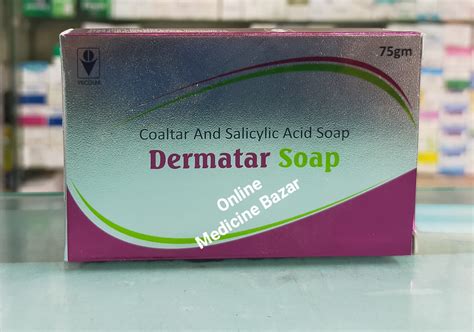 75gm
Coaltar And Salicylic Acid Soap
Dermatar Soap
Online
Medicine Bazar